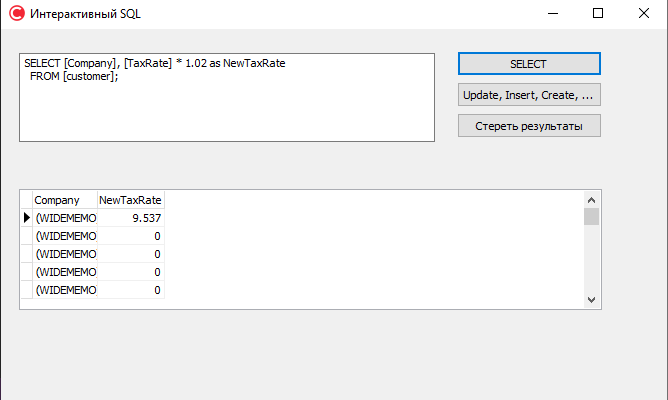 Интерактивный SQL
SELECT [Company], [TaxRate] * 1.02 as NewTaxRate
FROM [customer];
SELECT
Update, Insert, Create, ...
Стереть результаты
Company NewTaxRate
(WIDEMEMO 9.537
(WIDEMEMO 0
(WIDEMEMO 0
(WIDEMEMO 0
(WIDEMEMO 0